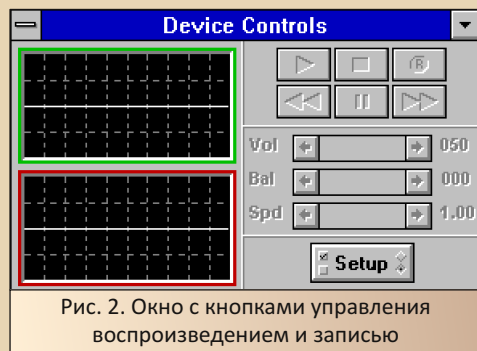 Device Controls
R
Vol 050
Bal 000
Spd 1.00
Setup
Рис. 2. Окно с кнопками управления
воспроизведением и записью